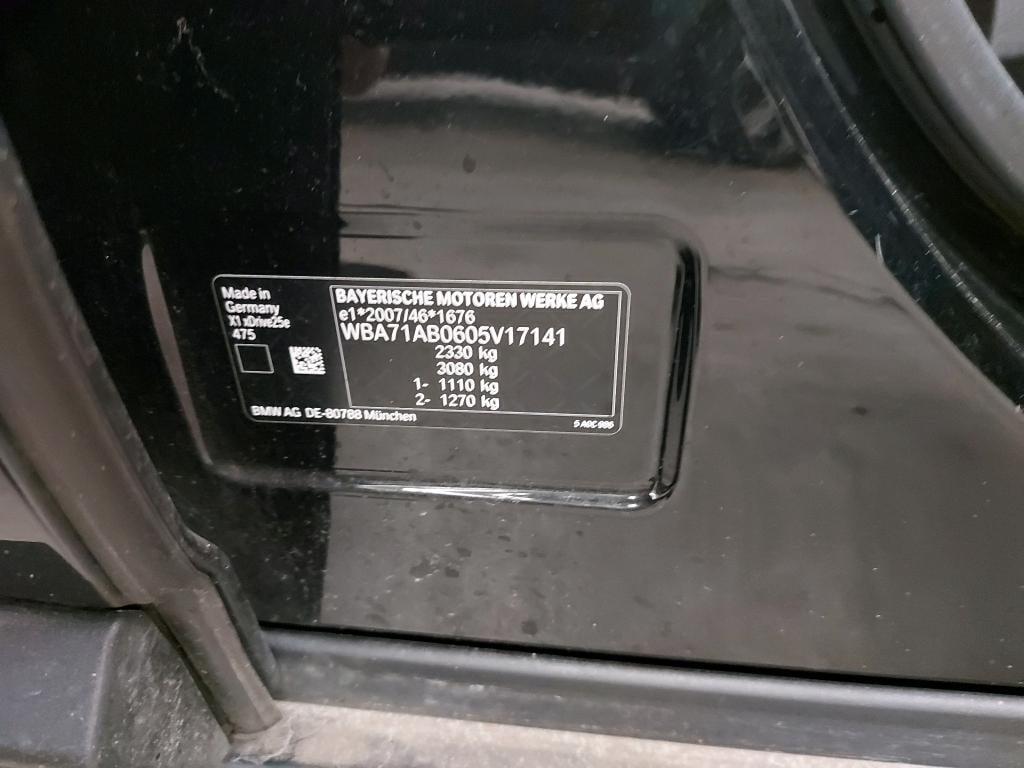 Made in
Germany
X1 xDrive25e
475
BAYERISCHE MOTOREN WERKE AG
e1*2007/46*1676
WBA71AB0605V17141
2330 kg
3080 kg
1- 1110 kg
2- 1270 kg
BMW AG DE-80788 München